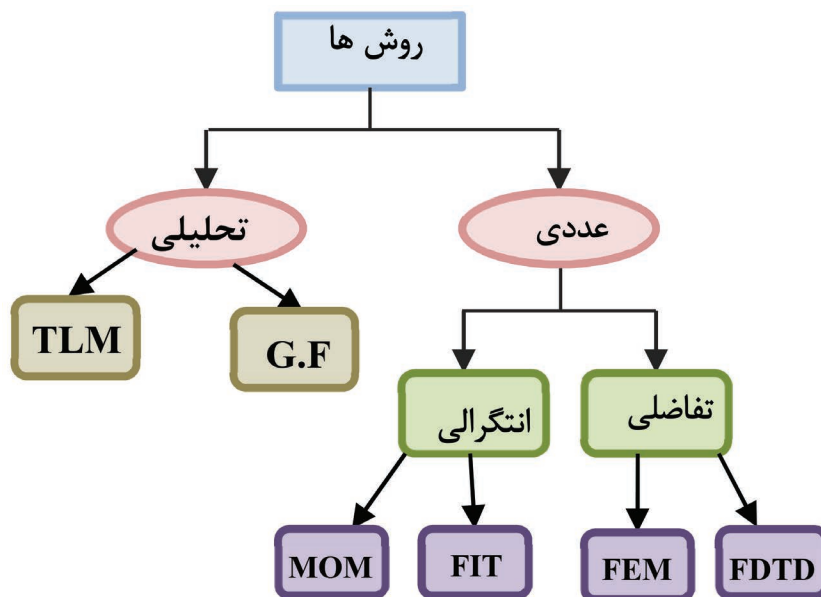 روش ها
تحلیلی
عددی
TLM
G.F
انتگرالی
تفاضلی
MOM
FIT
FEM
FDTD